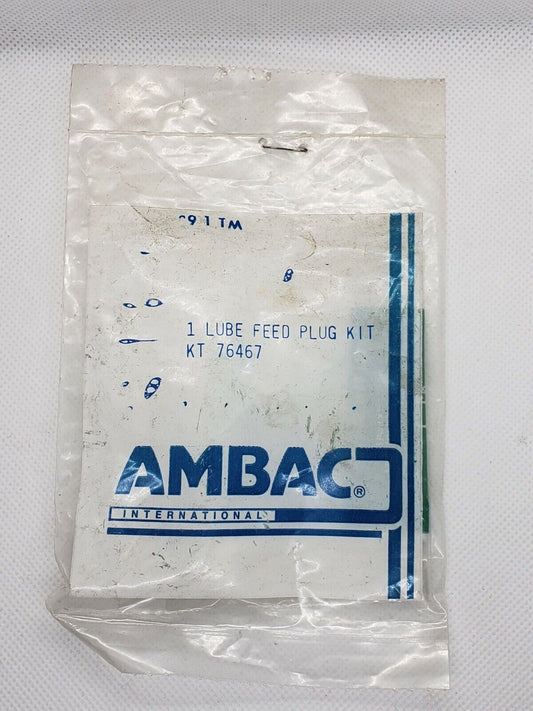 1 LUBE FEED PLUG KIT
KT 76467
AMBAC®
INTERNATIONAL